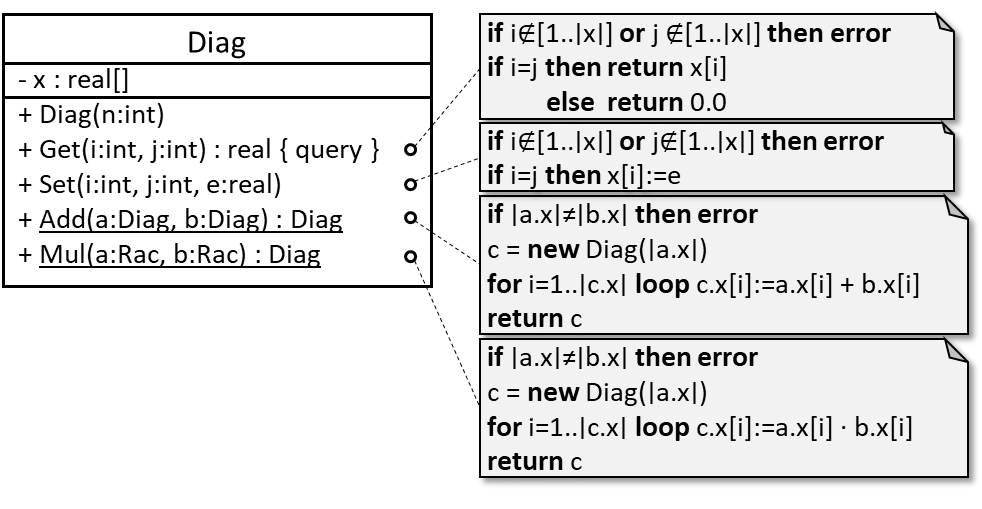 Diag
- x : real[]
+ Diag(n:int)
+ Get(i:int, j:int) : real { query }
+ Set(i:int, j:int, e:real)
+ Add(a:Diag, b:Diag) : Diag
+ Mul(a:Rac, b:Rac) : Diag
if i∉[1..|x|] or j ∉[1..|x|] then error
if i=j then return x[i]
else return 0.0
if i∉[1..|x|] or j∉[1..|x|] then error
if i=j then x[i]:=e
if |a.x|≠|b.x| then error
c = new Diag(|a.x|)
for i=1..|c.x| loop c.x[i]:=a.x[i] + b.x[i]
return c
if |a.x|≠|b.x| then error
c = new Diag(|a.x|)
for i=1..|c.x| loop c.x[i]:=a.x[i] · b.x[i]
return c